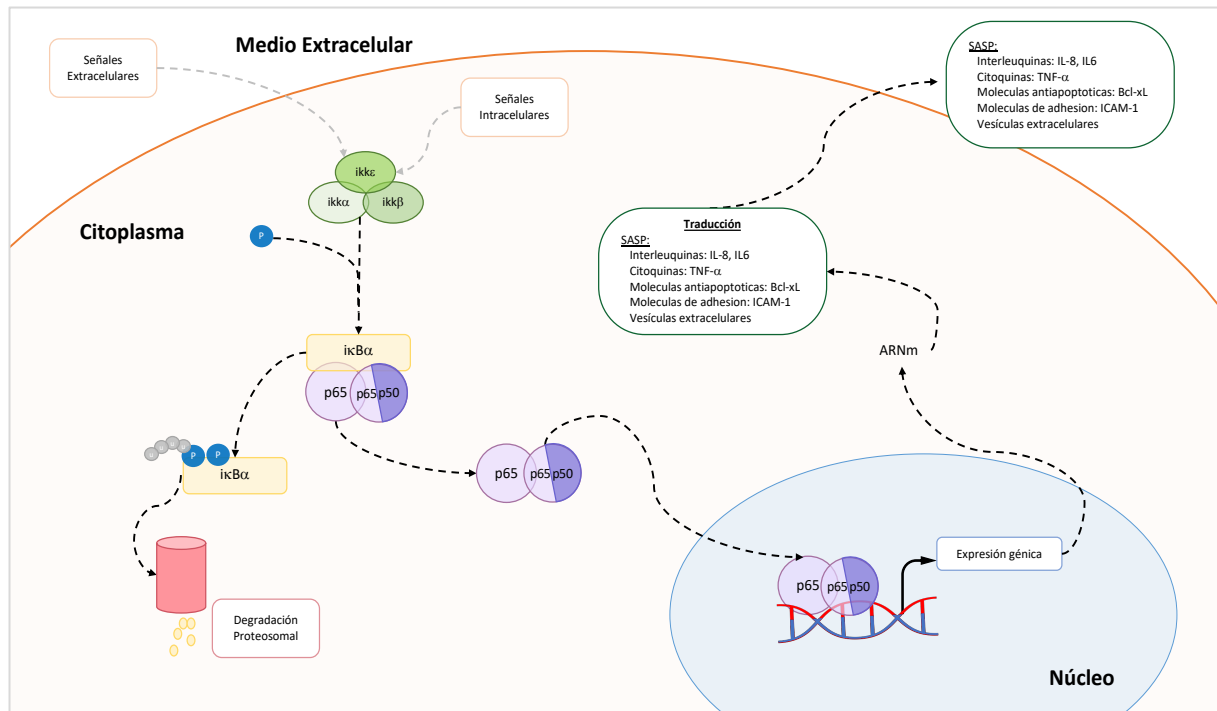 Medio Extracelular
Señales
Extracelulares
Señales
Intracelulares
ikkε
ikkα
ikkβ
Citoplasma
P
iκBα
p65
p65
p50
P
P
iκBα
Degradación
Proteosomal
p65
p65
p50
p65
p65
p50
Expresión génica
Núcleo
ARNm
Traducción
SASP:
Interleuquinas: IL-8, IL6
Citoquinas: TNF-α
Moleculas antiapoptoticas: Bcl-xL
Moleculas de adhesion: ICAM-1
Vesículas extracelulares
SASP:
Interleuquinas: IL-8, IL6
Citoquinas: TNF-α
Moleculas antiapoptoticas: Bcl-xL
Moleculas de adhesion: ICAM-1
Vesículas extracelulares